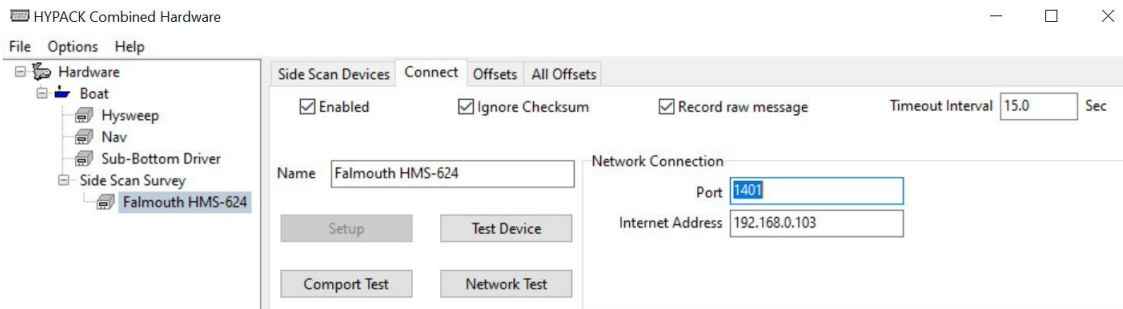 HYPACK Combined Hardware
File Options Help
Hardware
Boat
Hysweep
Nav
Sub-Bottom Driver
Side Scan Survey
Falmouth HMS-624
Side Scan Devices Connect Offsets All Offsets
Enabled Ignore Checksum Record raw message Timeout Interval 15.0 Sec
Name Falmouth HMS-624
Setup Test Device
Comport Test Network Test
Network Connection
Port 1401
Internet Address 192.168.0.103